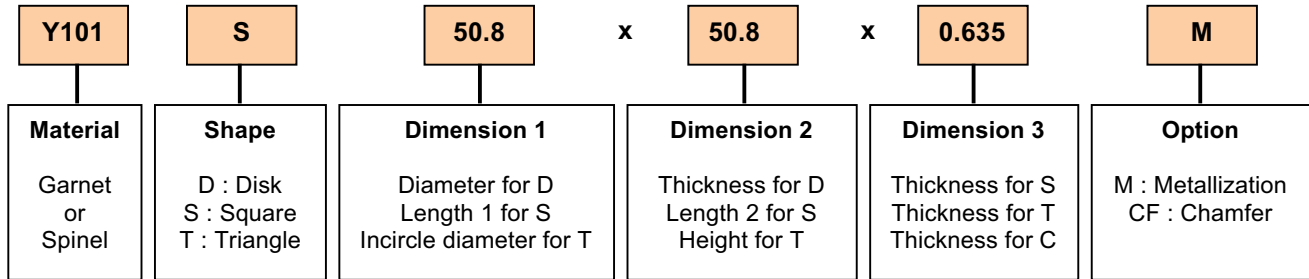 Y101 S 50.8 x 50.8 x 0.635 M
Material
Garnet
or
Spinel
Shape
D : Disk
S : Square
T : Triangle
Dimension 1
Diameter for D
Length 1 for S
Incircle diameter for T
Dimension 2
Thickness for D
Length 2 for S
Height for T
Dimension 3
Thickness for S
Thickness for T
Thickness for C
Option
M : Metallization
CF : Chamfer